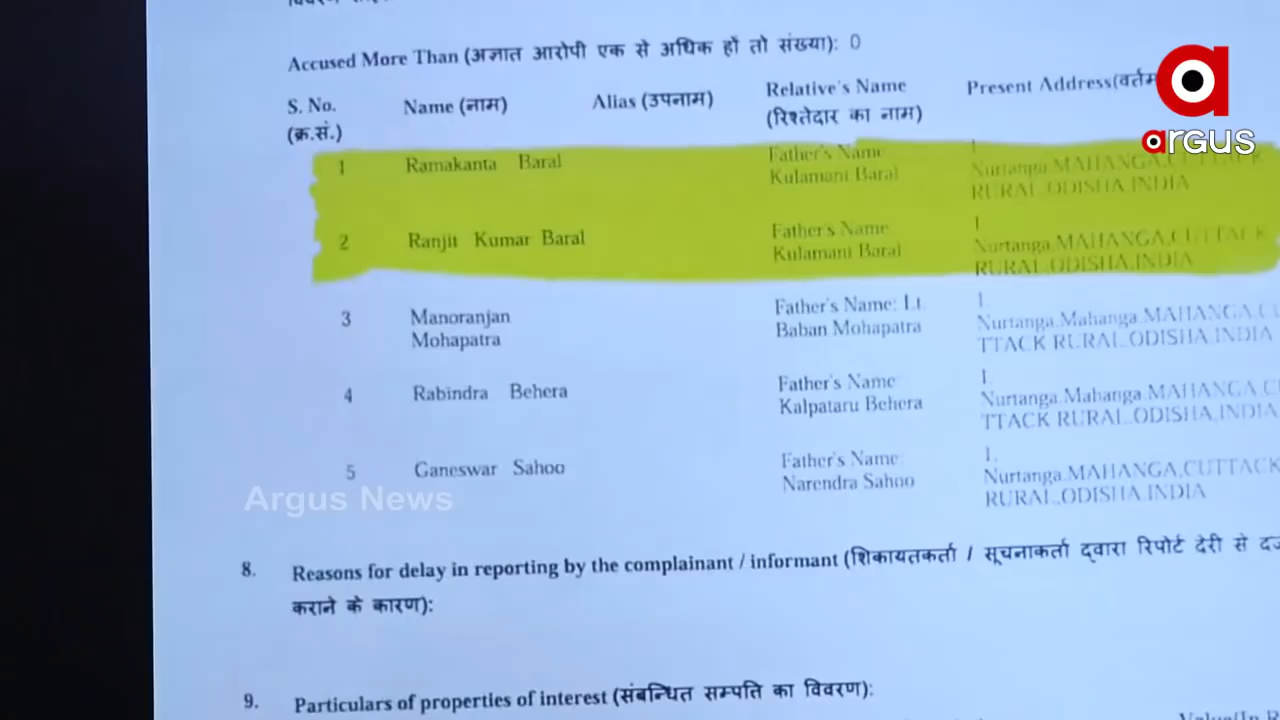 Accused More Than (अज्ञात आरोपी एक से अधिक हों तो संख्या): 0
S. No. Name (नाम) Alias (उपनाम) Relative's Name Present Address(वर्तम
(क्र.सं.) (रिश्तेदार का नाम)
argus
1 Ramakanta Baral Father's Name 1
Kulamani Baral Nurtanga.MAHANGA,CUTTACK
RURAL,ODISHA,INDIA
2 Ranjit Kumar Baral Father's Name 1
Kulamani Baral Nurtanga.MAHANGA,CUTTACK
RURAL,ODISHA,INDIA
3 Manoranjan Father's Name: Lt. 1.
Mohapatra Baban Mohapatra Nurtanga.Mahanga.MAHANGA,CU
TTACK RURAL,ODISHA,INDIA
4 Rabindra Behera Father's Name 1.
Kalpataru Behera Nurtanga.Mahanga.MAHANGA,CU
TTACK RURAL,ODISHA,INDIA
5 Ganeswar Sahoo Father's Name: 1.
Narendra Sahoo Nurtanga.MAHANGA,CUTTACK
RURAL,ODISHA,INDIA
Argus News
8. Reasons for delay in reporting by the complainant / informant (शिकायतकर्ता / सूचनाकर्ता द्वारा रिपोर्ट देरी से दर्ज
कराने के कारण):
9. Particulars of properties of interest (संबन्धित सम्पति का विवरण):